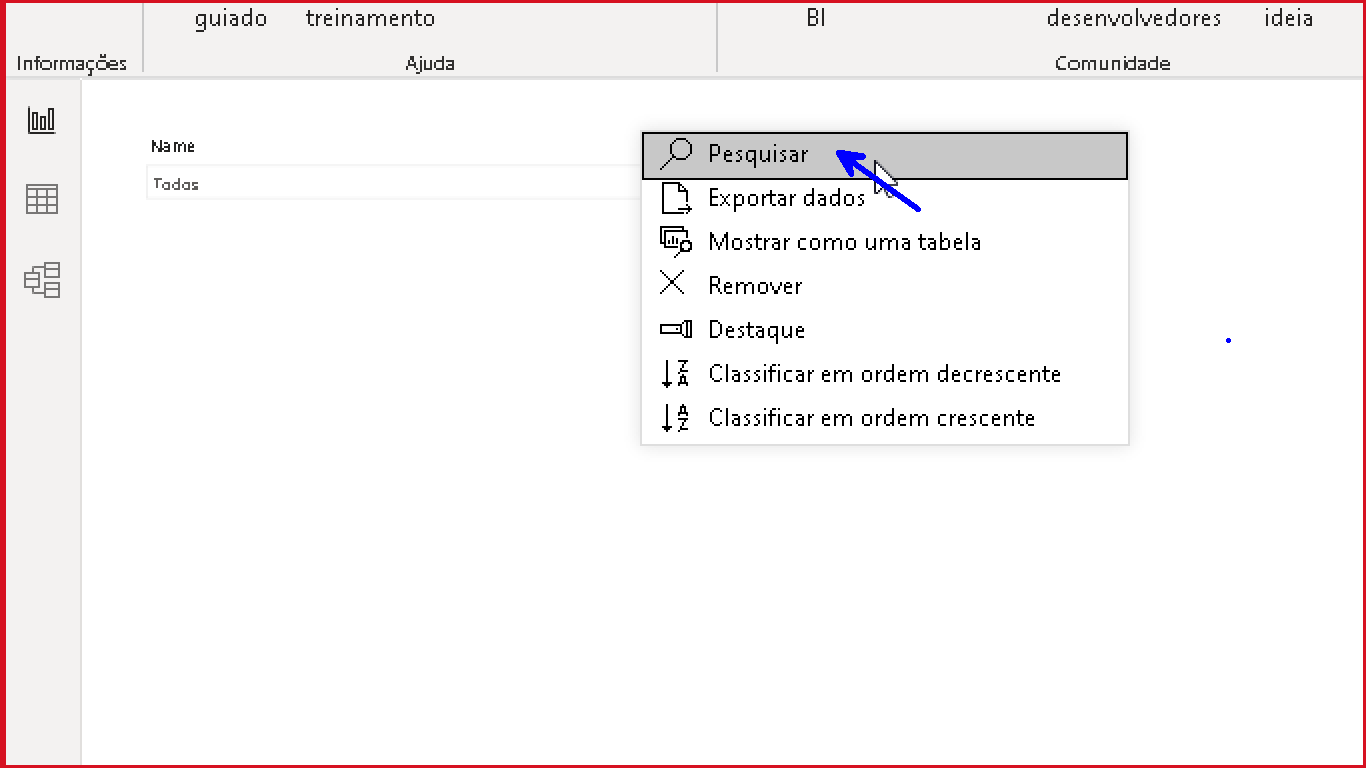 guiado treinamento BI desenvolvedores ideia
Informações Ajuda Comunidade
Name
Todos
Pesquisar
Exportar dados
Mostrar como uma tabela
Remover
Destaque
Classificar em ordem decrescente
Classificar em ordem crescente